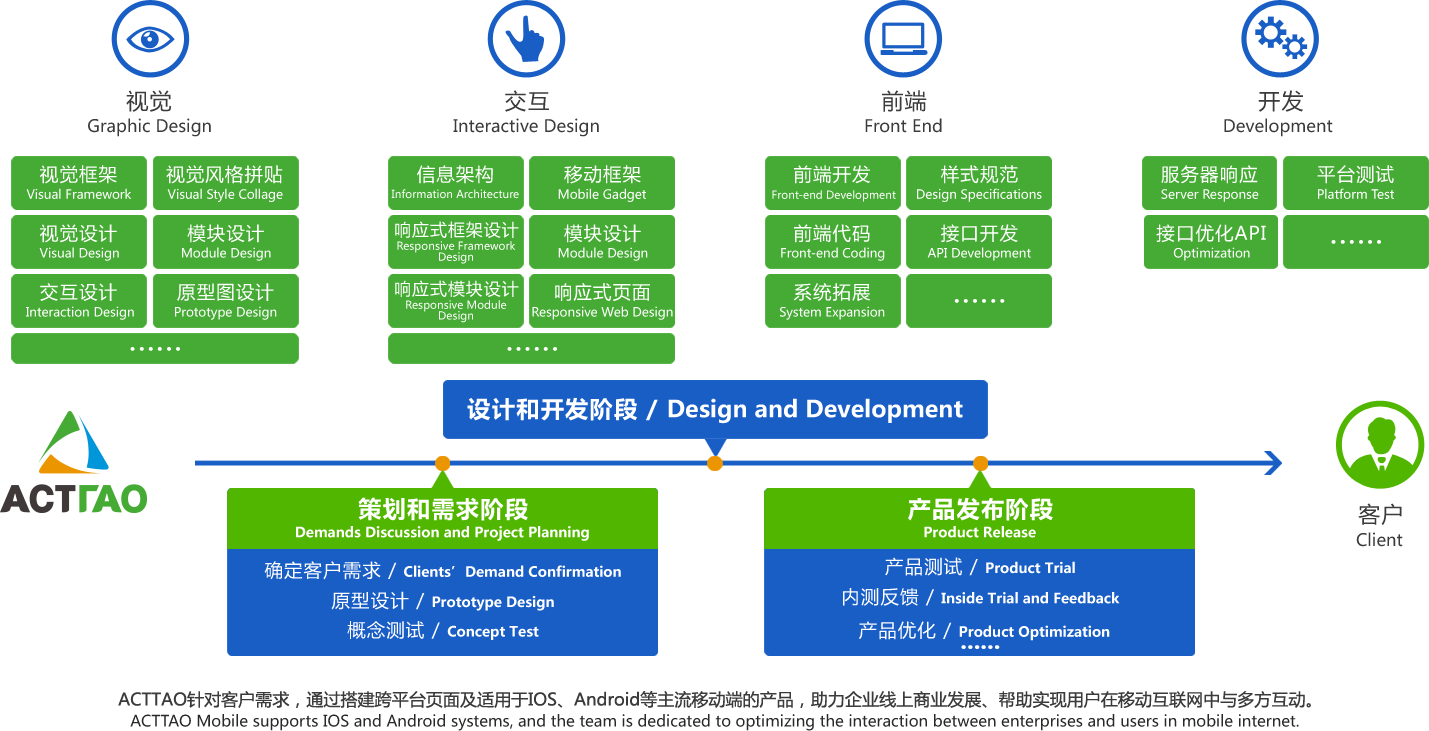 视觉
Graphic Design
视觉框架
Visual Framework
视觉风格拼贴
Visual Style Collage
视觉设计
Visual Design
模块设计
Module Design
交互设计
Interaction Design
原型图设计
Prototype Design
······
交互
Interactive Design
信息架构
Information Architecture
移动框架
Mobile Gadget
响应式框架设计
Responsive Framework
Design
模块设计
Module Design
响应式模块设计
Responsive Module
Design
响应式页面
Responsive Web Design
······
前端
Front End
前端开发
Front-end Development
样式规范
Design Specifications
前端代码
Front-end Coding
接口开发
API Development
系统拓展
System Expansion
······
开发
Development
服务器响应
Server Response
平台测试
Platform Test
接口优化API
Optimization
······
设计和开发阶段 / Design and Development
ACTTAO
策划和需求阶段
Demands Discussion and Project Planning
确定客户需求 / Clients’ Demand Confirmation
原型设计 / Prototype Design
概念测试 / Concept Test
产品发布阶段
Product Release
产品测试 / Product Trial
内测反馈 / Inside Trial and Feedback
产品优化 / Product Optimization
······
客户
Client
ACTTAO针对客户需求，通过搭建跨平台页面及适用于IOS、Android等主流移动端的产品，助力企业线上商业发展、帮助实现用户在移动互联网中与多方互动。
ACTTAO Mobile supports IOS and Android systems, and the team is dedicated to optimizing the interaction between enterprises and users in mobile internet.